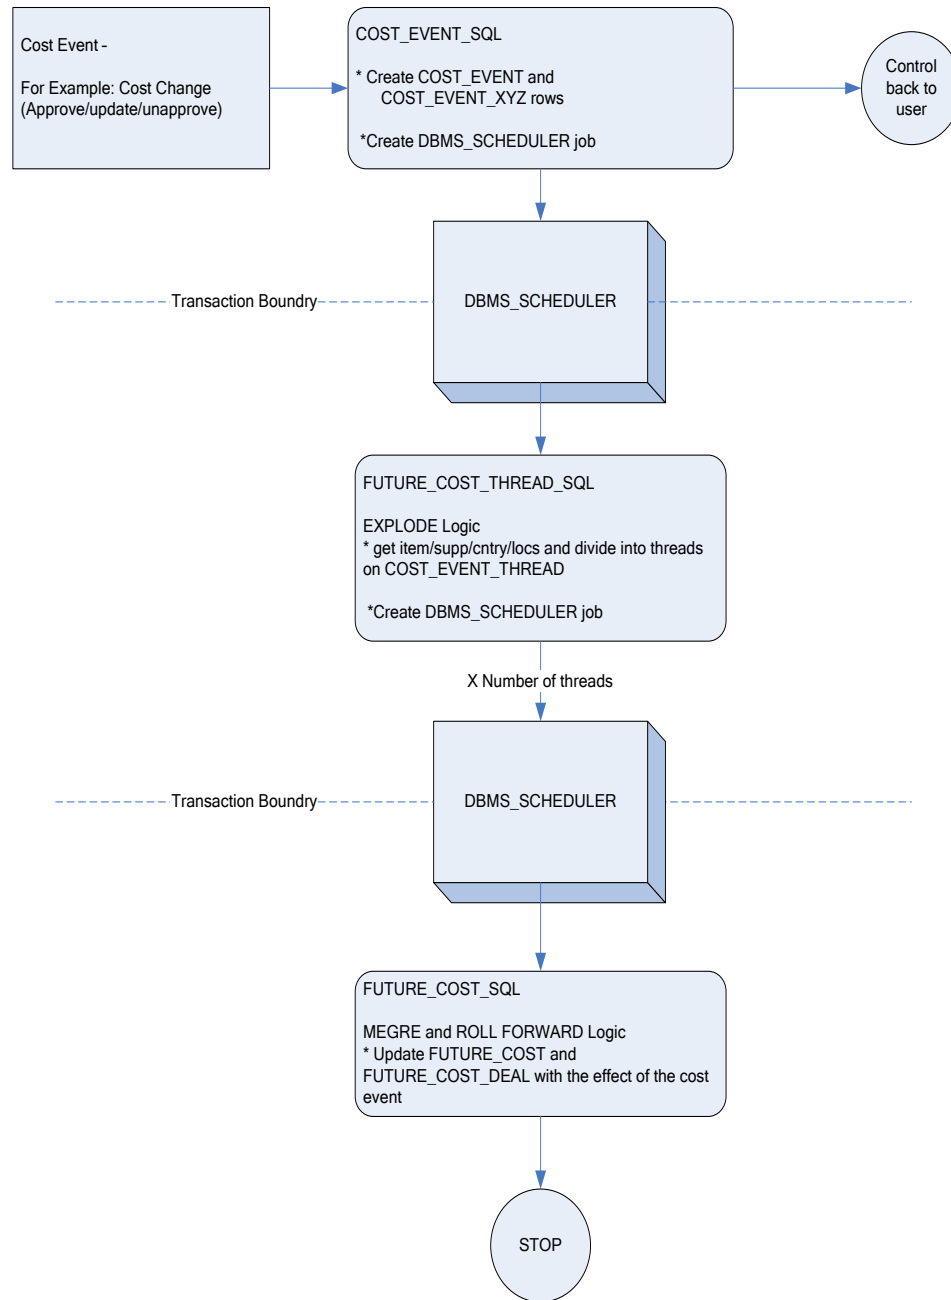 Cost Event -
For Example: Cost Change
(Approve/update/unapprove)
COST_EVENT_SQL
* Create COST_EVENT and
COST_EVENT_XYZ rows
*Create DBMS_SCHEDULER job
Control
back to
user
Transaction Boundry
DBMS_SCHEDULER
FUTURE_COST_THREAD_SQL
EXPLODE Logic
* get item/supp/cntry/locs and divide into threads
on COST_EVENT_THREAD
*Create DBMS_SCHEDULER job
X Number of threads
Transaction Boundry
DBMS_SCHEDULER
FUTURE_COST_SQL
MEGRE and ROLL FORWARD Logic
* Update FUTURE_COST and
FUTURE_COST_DEAL with the effect of the cost
event
STOP